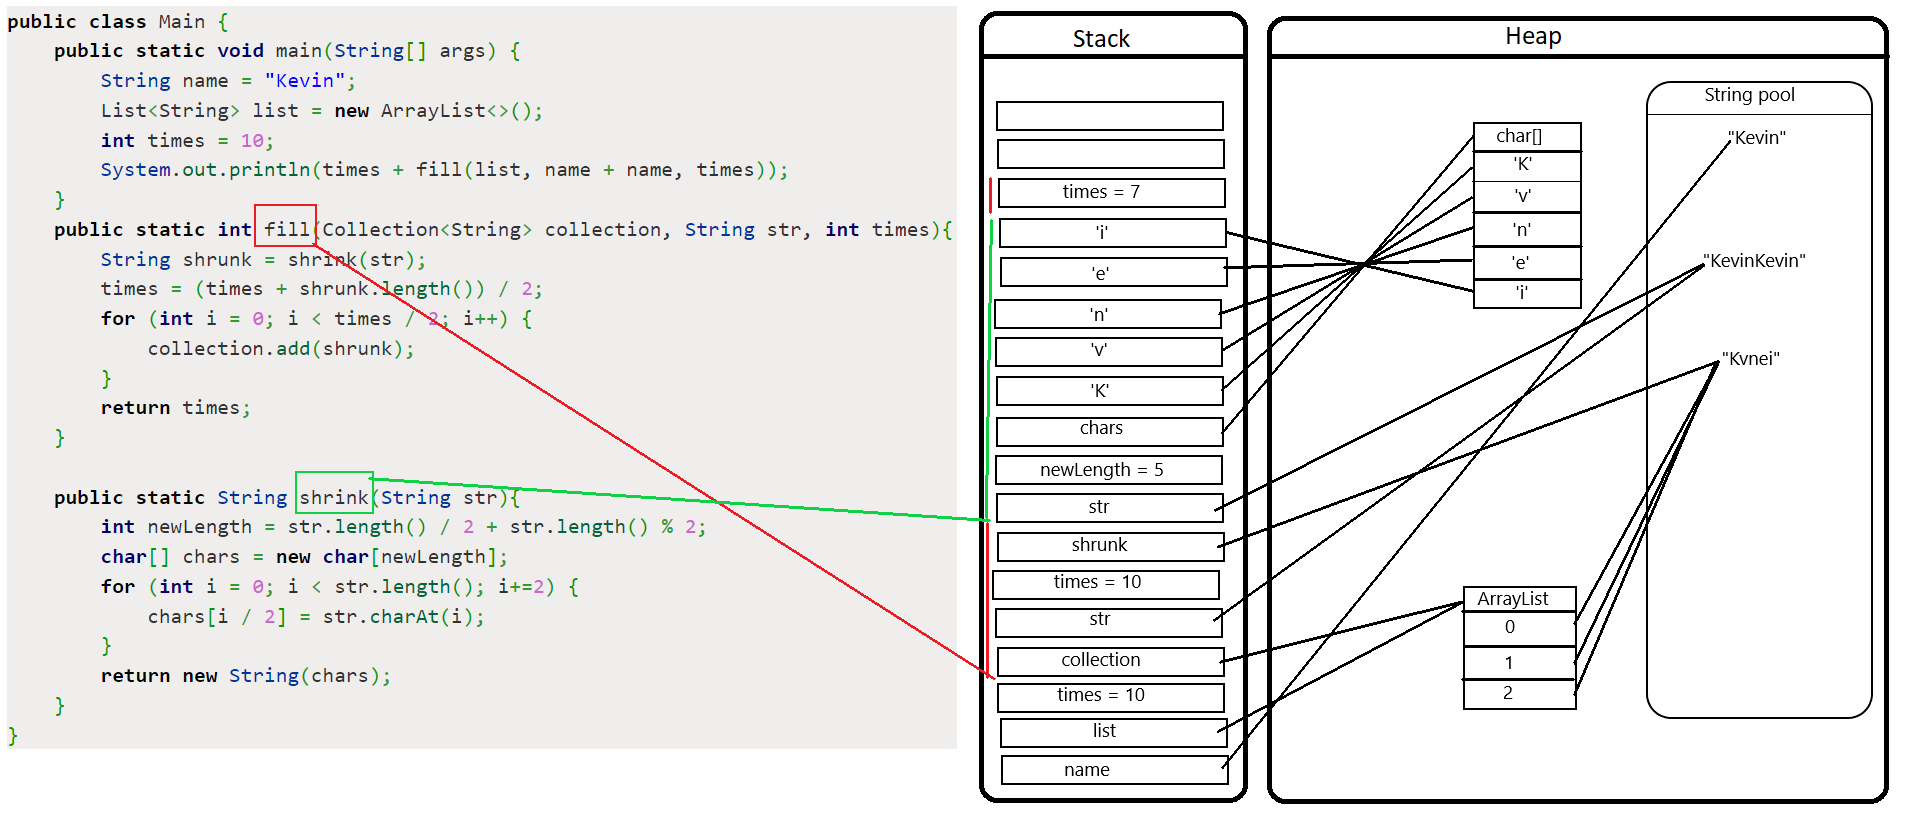 public class Main {
public static void main(String[] args) {
String name = "Kevin";
List<String> list = new ArrayList<>();
int times = 10;
System.out.println(times + fill(list, name + name, times));
}
public static int fill(Collection<String> collection, String str, int times){
String shrunk = shrink(str);
times = (times + shrunk.length()) / 2;
for (int i = 0; i < times / 2; i++) {
collection.add(shrunk);
}
return times;
}
public static String shrink(String str){
int newLength = str.length() / 2 + str.length() % 2;
char[] chars = new char[newLength];
for (int i = 0; i < str.length(); i+=2) {
chars[i / 2] = str.charAt(i);
}
return new String(chars);
}
}
Stack
times = 7
'i'
'e'
'n'
'v'
'K'
chars
newLength = 5
str
shrunk
times = 10
str
collection
times = 10
list
name
Heap
char[]
'K'
'v'
'n'
'e'
'i'
ArrayList
0
1
2
String pool
"Kevin"
"KevinKevin"
"Kvnei"